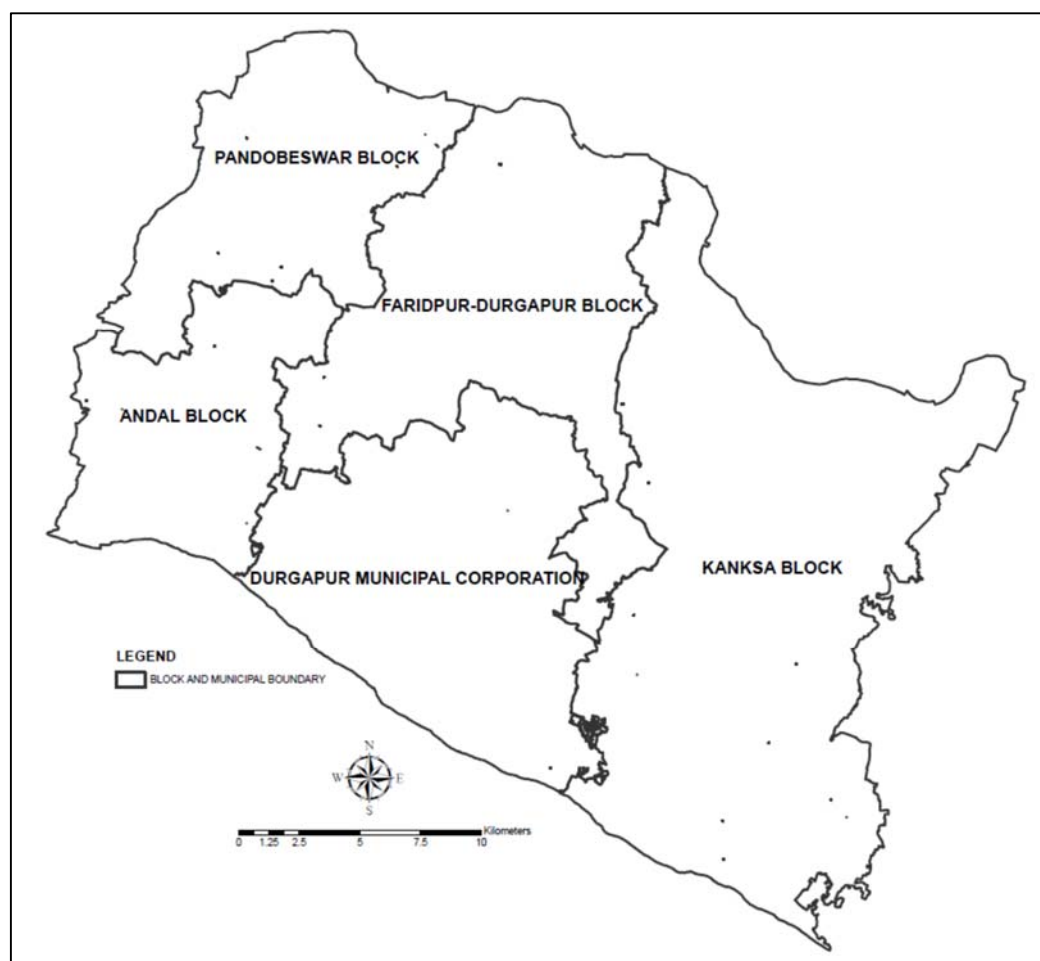 PANDOBESWAR BLOCK
FARIDPUR-DURGAPUR BLOCK
ANDAL BLOCK
KANKSA BLOCK
DURGAPUR MUNICIPAL CORPORATION
LEGEND
BLOCK AND MUNICIPAL BOUNDARY
N
W E
S
Kilometers
0 1.25 2.5 5 7.5 10